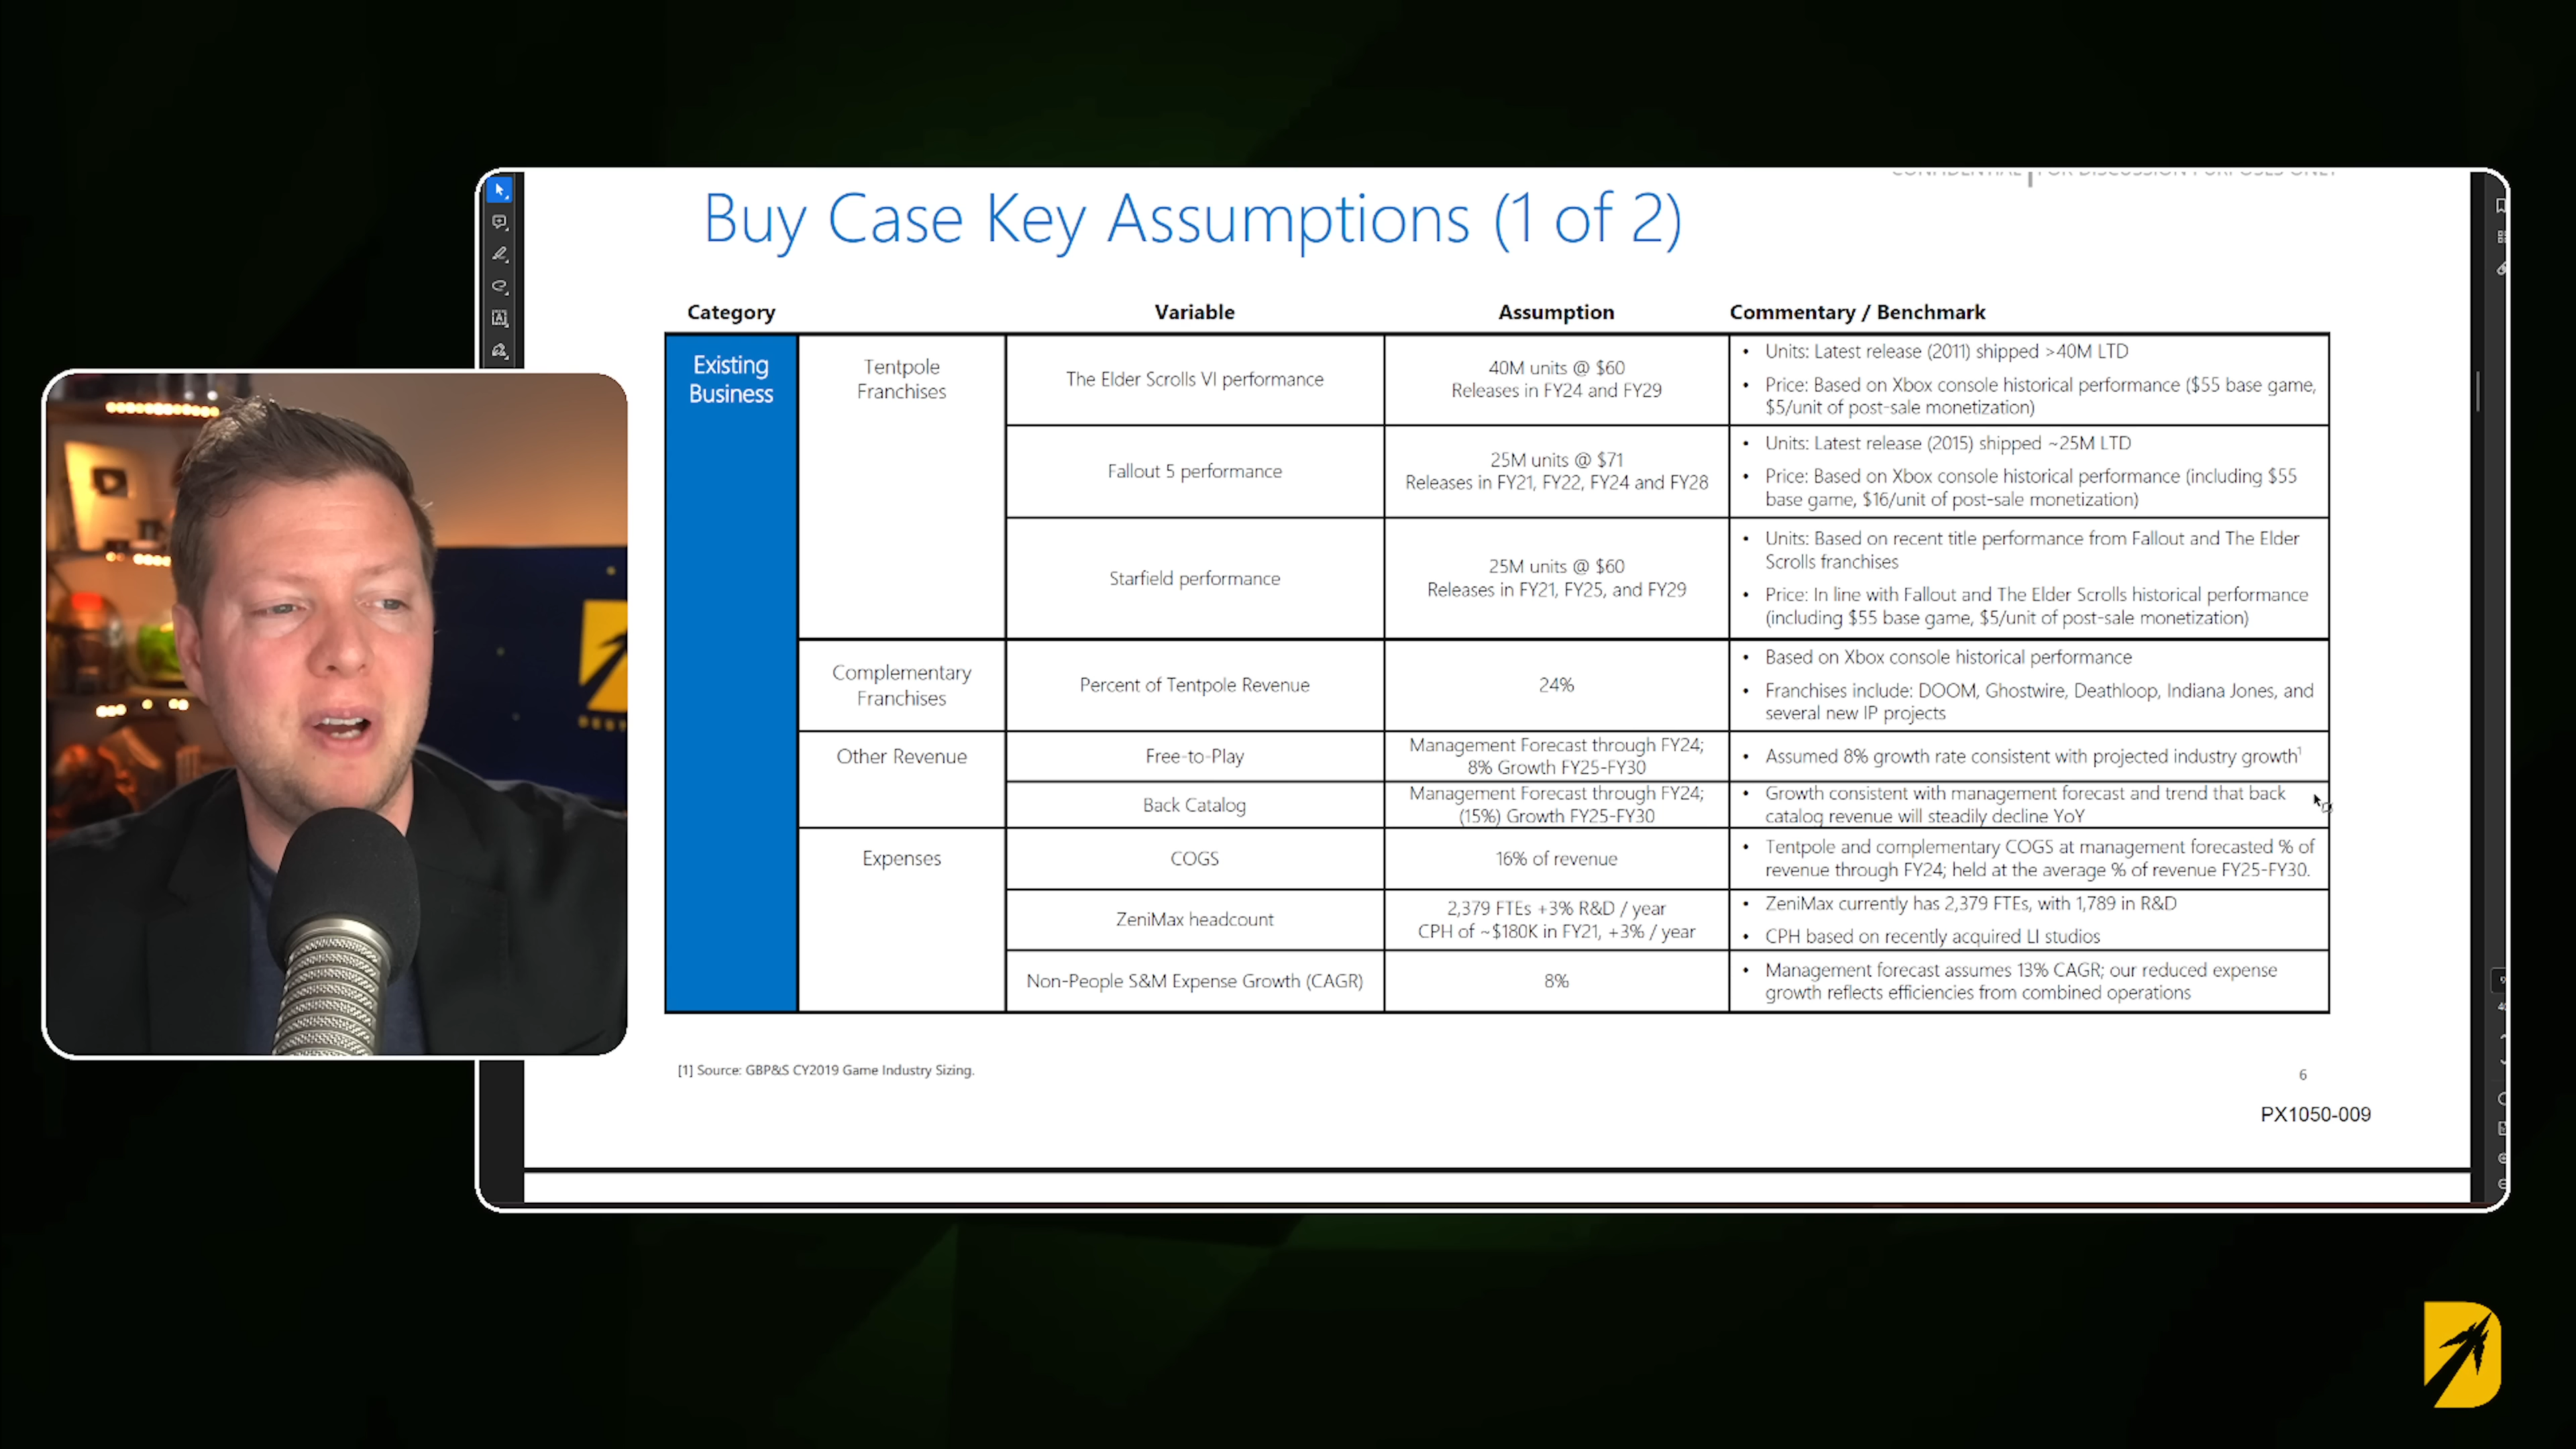 CONFIDENTIAL | FOR DISCUSSION PURPOSES ONLY
Buy Case Key Assumptions (1 of 2)
Category Variable Assumption Commentary / Benchmark
Existing
Business
Tentpole
Franchises
The Elder Scrolls VI performance
40M units @ $60
Releases in FY24 and FY29
• Units: Latest release (2011) shipped >40M LTD
• Price: Based on Xbox console historical performance ($55 base game,
$5/unit of post-sale monetization)
Fallout 5 performance
25M units @ $71
Releases in FY21, FY22, FY24 and FY28
• Units: Latest release (2015) shipped ~25M LTD
• Price: Based on Xbox console historical performance (including $55
base game, $16/unit of post-sale monetization)
Starfield performance
25M units @ $60
Releases in FY21, FY25, and FY29
• Units: Based on recent title performance from Fallout and The Elder
Scrolls franchises
• Price: In line with Fallout and The Elder Scrolls historical performance
(including $55 base game, $5/unit of post-sale monetization)
Complementary
Franchises
Percent of Tentpole Revenue
24%
• Based on Xbox console historical performance
• Franchises include: DOOM, Ghostwire, Deathloop, Indiana Jones, and
several new IP projects
Other Revenue
Free-to-Play
Management Forecast through FY24;
8% Growth FY25-FY30
• Assumed 8% growth rate consistent with projected industry growth¹
Back Catalog
Management Forecast through FY24;
(15%) Growth FY25-FY30
• Growth consistent with management forecast and trend that back
catalog revenue will steadily decline YoY
Expenses
COGS
16% of revenue
• Tentpole and complementary COGS at management forecasted % of
revenue through FY24; held at the average % of revenue FY25-FY30.
ZeniMax headcount
2,379 FTEs +3% R&D / year
CPH of ~$180K in FY21, +3% / year
• ZeniMax currently has 2,379 FTEs, with 1,789 in R&D
• CPH based on recently acquired LI studios
Non-People S&M Expense Growth (CAGR)
8%
• Management forecast assumes 13% CAGR; our reduced expense
growth reflects efficiencies from combined operations
[1] Source: GBP&S CY2019 Game Industry Sizing.
6
PX1050-009